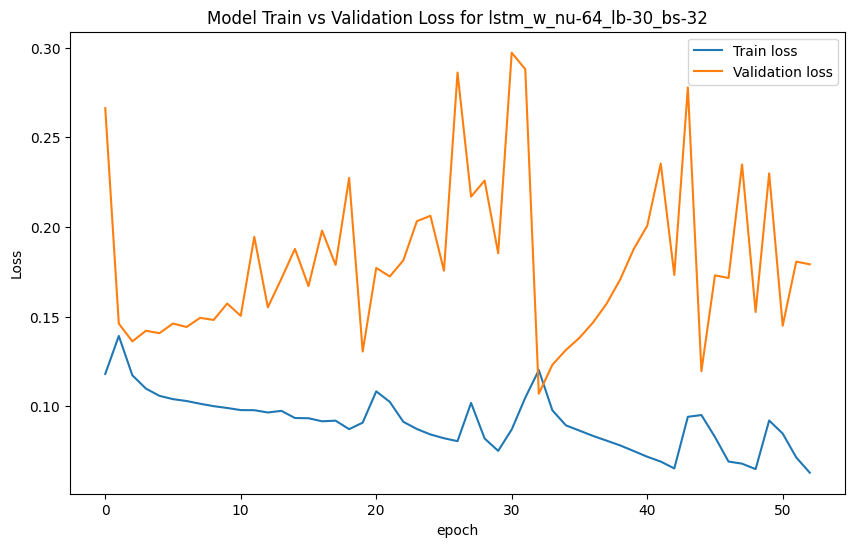 Model Train vs Validation Loss for lstm_w_nu-64_lb-30_bs-32
Train loss
Validation loss
0.30
0.25
0.20
0.15
0.10
Loss
0
10
20
30
40
50
epoch